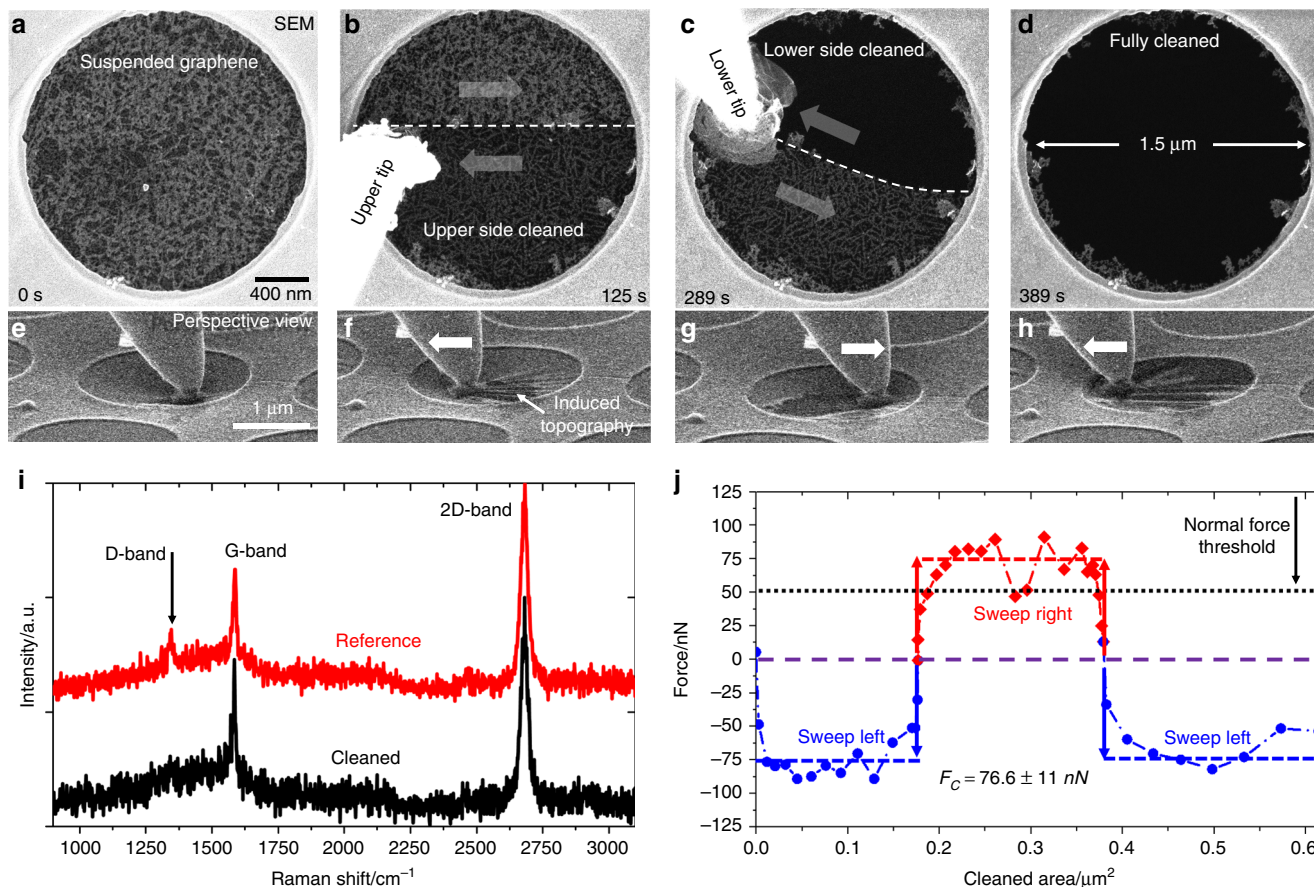 a
SEM
Suspended graphene
0 s
400 nm
b
Upper tip
Upper side cleaned
125 s
c
Lower tip
Lower side cleaned
289 s
d
Fully cleaned
1.5 μm
389 s
e
Perspective view
1 μm
f
Induced
topography
g
h
i
D-band
G-band
2D-band
Reference
Cleaned
Intensity/a.u.
1000 1250 1500 1750 2000 2250 2500 2750 3000
Raman shift/cm⁻¹
j
125
100
75
50
25
0
−25
−50
−75
−100
−125
Force/nN
Normal force
threshold
Sweep right
Sweep left
Sweep left
F_C = 76.6 ± 11 nN
0.0 0.1 0.2 0.3 0.4 0.5 0.6
Cleaned area/μm²